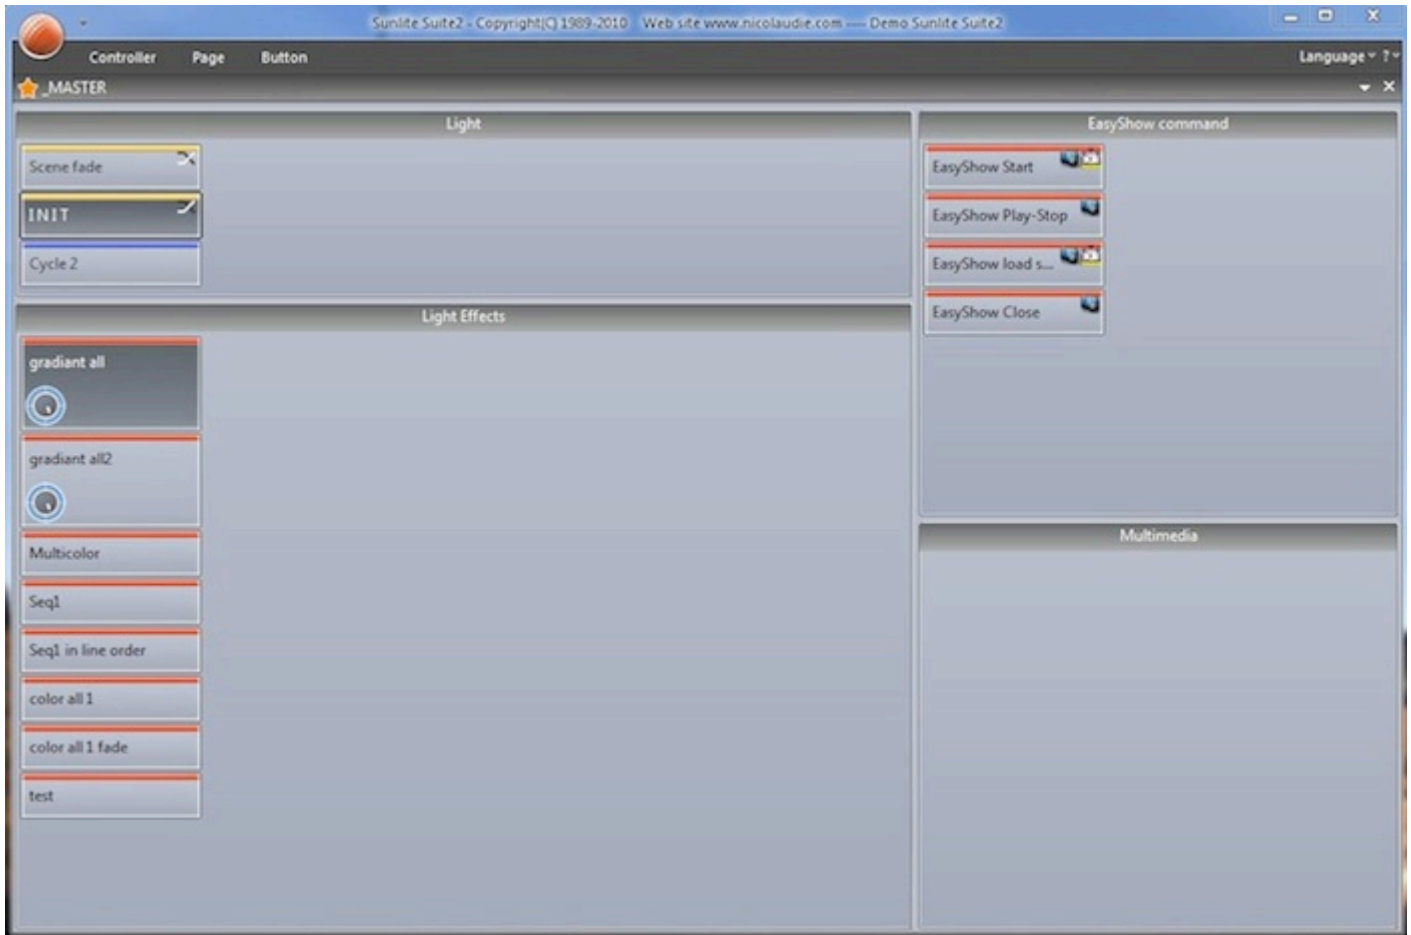 Sunlite Suite2 - Copyright(C) 1989-2010 Web site www.nicolaudie.com ---- Demo Sunlite Suite2
Controller Page Button Language ?
_MASTER
Light
Scene fade
INIT
Cycle 2
Light Effects
gradiant all
gradiant all2
Multicolor
Seq1
Seq1 in line order
color all 1
color all 1 fade
test
EasyShow command
EasyShow Start
EasyShow Play-Stop
EasyShow load s...
EasyShow Close
Multimedia